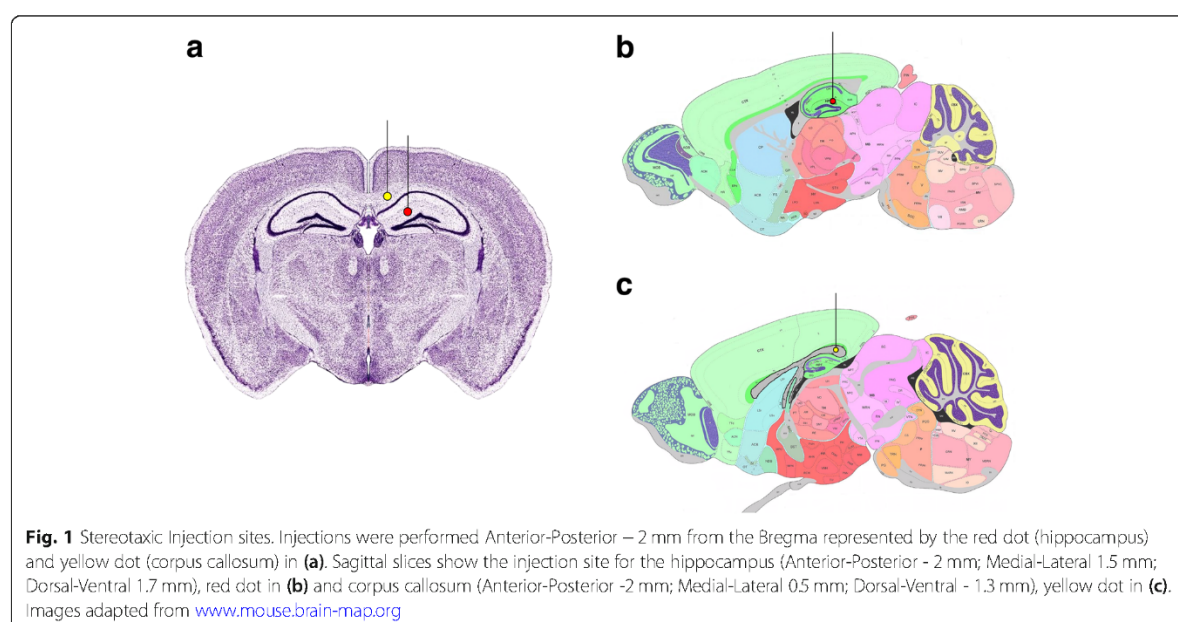 a
b
c
Fig. 1 Stereotaxic Injection sites. Injections were performed Anterior-Posterior – 2 mm from the Bregma represented by the red dot (hippocampus)
and yellow dot (corpus callosum) in (a). Sagittal slices show the injection site for the hippocampus (Anterior-Posterior - 2 mm; Medial-Lateral 1.5 mm;
Dorsal-Ventral 1.7 mm), red dot in (b) and corpus callosum (Anterior-Posterior -2 mm; Medial-Lateral 0.5 mm; Dorsal-Ventral - 1.3 mm), yellow dot in (c).
Images adapted from www.mouse.brain-map.org